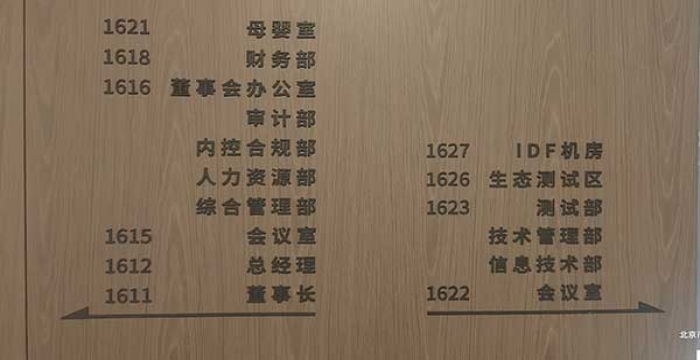 1621 母婴室
1618 财务部
1616 董事会办公室
审计部
内控合规部
人力资源部
综合管理部
1615 会议室
1612 总经理
1611 董事长
1627 IDF机房
1626 生态测试区
1623 测试部
技术管理部
信息技术部
1622 会议室
北京